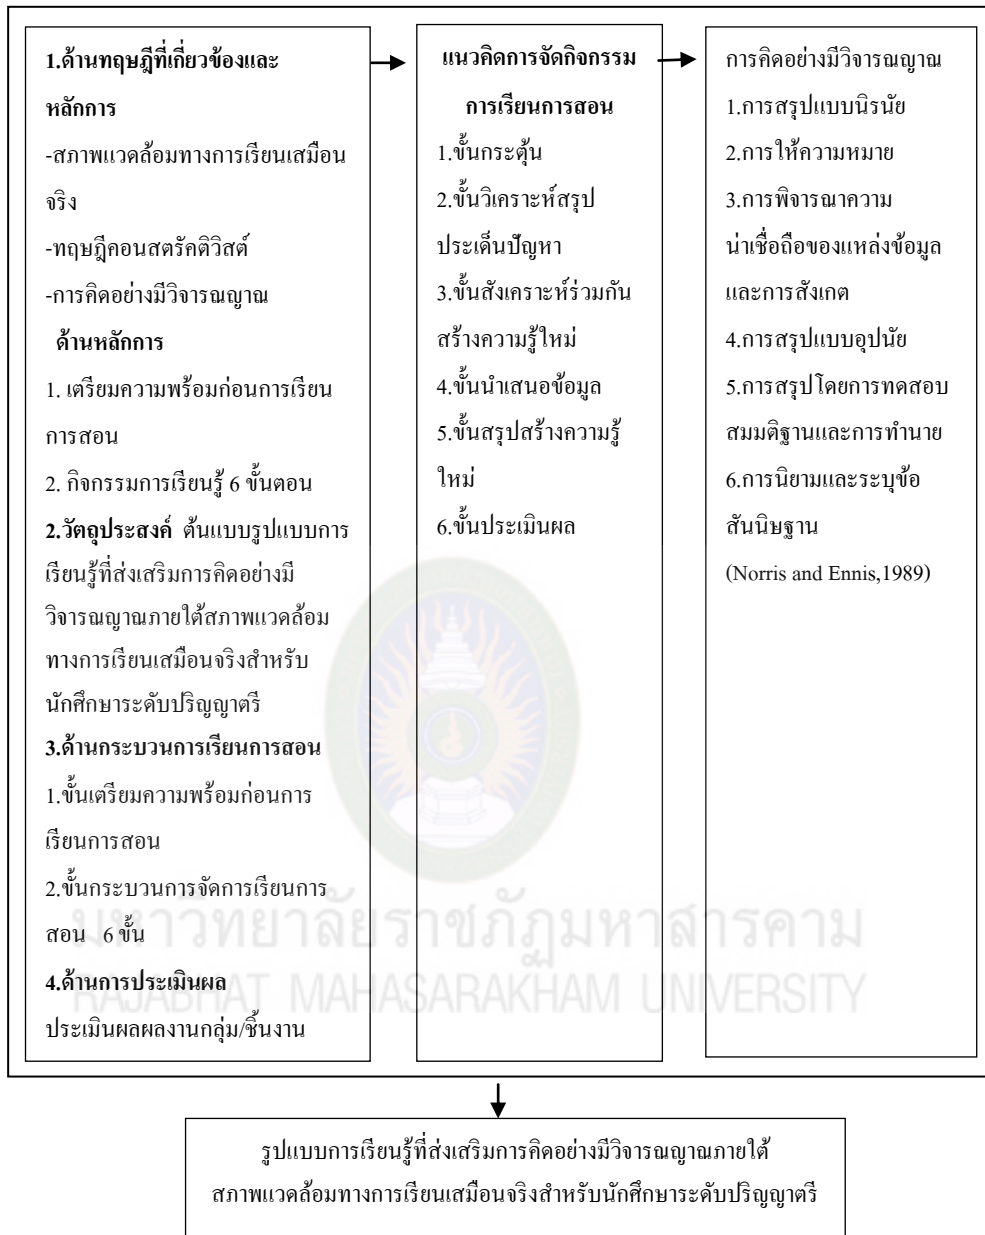 1.ด้านทฤษฎีที่เกี่ยวข้องและ
หลักการ
-สภาพแวดล้อมทางการเรียนเสมือน
จริง
-ทฤษฎีคอนสตรัคติวิสต์
-การคิดอย่างมีวิจารณญาณ
ด้านหลักการ
1. เตรียมความพร้อมก่อนการเรียน
การสอน
2. กิจกรรมการเรียนรู้ 6 ขั้นตอน
2.วัตถุประสงค์ ต้นแบบรูปแบบการ
เรียนรู้ที่ส่งเสริมการคิดอย่างมี
วิจารณญาณภายใต้สภาพแวดล้อม
ทางการเรียนเสมือนจริงสำหรับ
นักศึกษาระดับปริญญาตรี
3.ด้านกระบวนการเรียนการสอน
1.ขั้นเตรียมความพร้อมก่อนการ
เรียนการสอน
2.ขั้นกระบวนการจัดการเรียนการ
สอน 6 ขั้น
4.ด้านการประเมินผล
ประเมินผลผลงานกลุ่ม/ชิ้นงาน
แนวคิดการจัดกิจกรรม
การเรียนการสอน
1.ขั้นกระตุ้น
2.ขั้นวิเคราะห์สรุป
ประเด็นปัญหา
3.ขั้นสังเคราะห์ร่วมกัน
สร้างความรู้ใหม่
4.ขั้นนำเสนอข้อมูล
5.ขั้นสรุปสร้างความรู้
ใหม่
6.ขั้นประเมินผล
การคิดอย่างมีวิจารณญาณ
1.การสรุปแบบนิรนัย
2.การให้ความหมาย
3.การพิจารณาความ
น่าเชื่อถือของแหล่งข้อมูล
และการสังเกต
4.การสรุปแบบอุปนัย
5.การสรุปโดยการทดสอบ
สมมติฐานและการทำนาย
6.การนิยามและระบุข้อ
สันนิษฐาน
(Norris and Ennis,1989)
มหาวิทยาลัยราชภัฏมหาสารคาม
RAJABHAT MAHASARAKHAM UNIVERSITY
รูปแบบการเรียนรู้ที่ส่งเสริมการคิดอย่างมีวิจารณญาณภายใต้
สภาพแวดล้อมทางการเรียนเสมือนจริงสำหรับนักศึกษาระดับปริญญาตรี